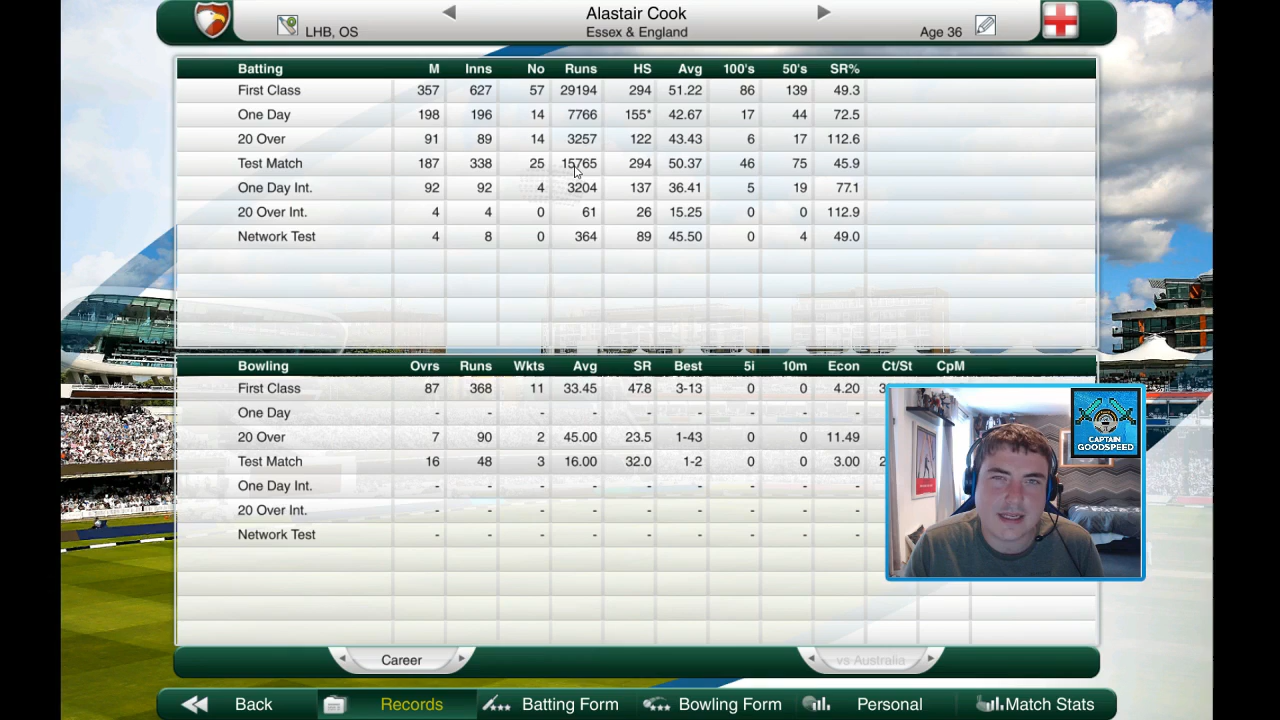 Alastair Cook
LHB, OS Essex & England Age 36
Batting M Inns No Runs HS Avg 100's 50's SR%
First Class 357 627 57 29194 294 51.22 86 139 49.3
One Day 198 196 14 7766 155* 42.67 17 44 72.5
20 Over 91 89 14 3257 122 43.43 6 17 112.6
Test Match 187 338 25 15765 294 50.37 46 75 45.9
One Day Int. 92 92 4 3204 137 36.41 5 19 77.1
20 Over Int. 4 4 0 61 26 15.25 0 0 112.9
Network Test 4 8 0 364 89 45.50 0 4 49.0
Bowling Ovrs Runs Wkts Avg SR Best 5i 10m Econ Ct/St CpM
First Class 87 368 11 33.45 47.8 3-13 0 0 4.20
One Day - - - - - - - - -
20 Over 7 90 2 45.00 23.5 1-43 0 0 11.49
Test Match 16 48 3 16.00 32.0 1-2 0 0 3.00
One Day Int. - - - - - - - - -
20 Over Int. - - - - - - - - -
Network Test - - - - - - - - -
CAPTAIN
GOODSPEED
Career vs Australia
Back Records Batting Form Bowling Form Personal Match Stats